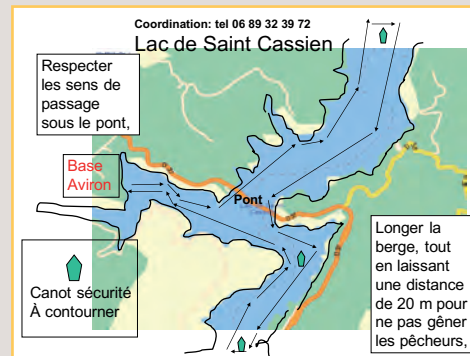 Coordination: tel 06 89 32 39 72
Lac de Saint Cassien
Respecter
les sens de
passage
sous le pont,
Base
Aviron
Pont
Canot sécurité
À contourner
Longer la
berge, tout
en laissant
une distance
de 20 m pour
ne pas gêner
les pêcheurs,